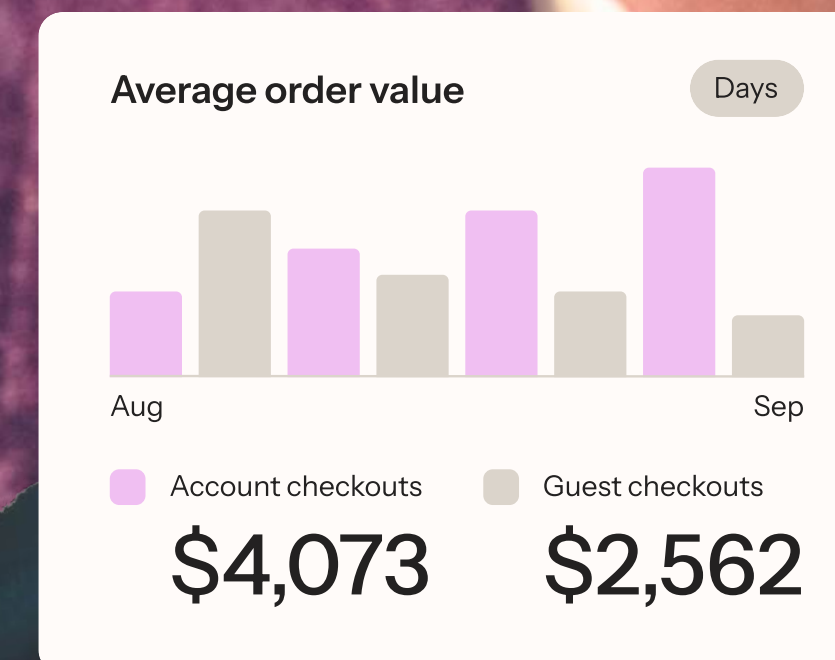 Average order value
Days
Aug
Sep
Account checkouts
Guest checkouts
$4,073
$2,562